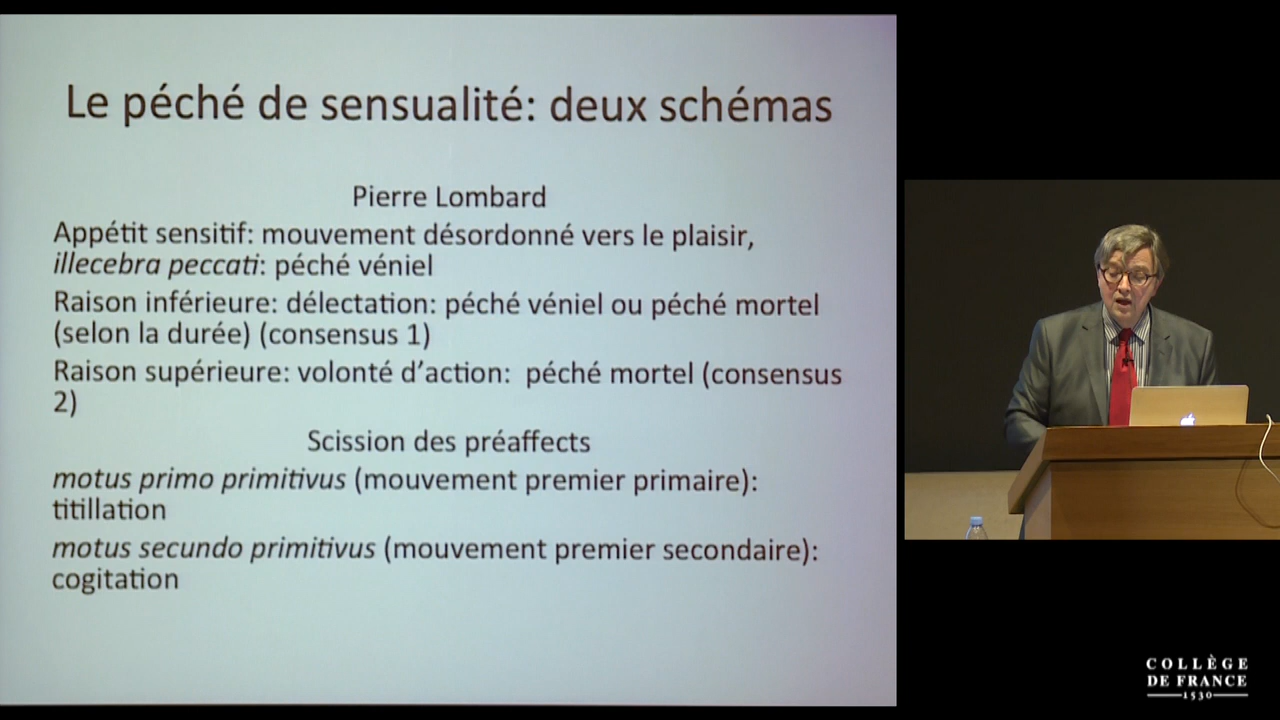 Le péché de sensualité: deux schémas
Pierre Lombard
Appétit sensitif: mouvement désordonné vers le plaisir,
illecebra peccati: péché véniel
Raison inférieure: délectation: péché véniel ou péché mortel
(selon la durée) (consensus 1)
Raison supérieure: volonté d’action: péché mortel (consensus
2)
Scission des préaffects
motus primo primitivus (mouvement premier primaire):
titillation
motus secundo primitivus (mouvement premier secondaire):
cogitation
COLLÈGE
DE FRANCE
1530